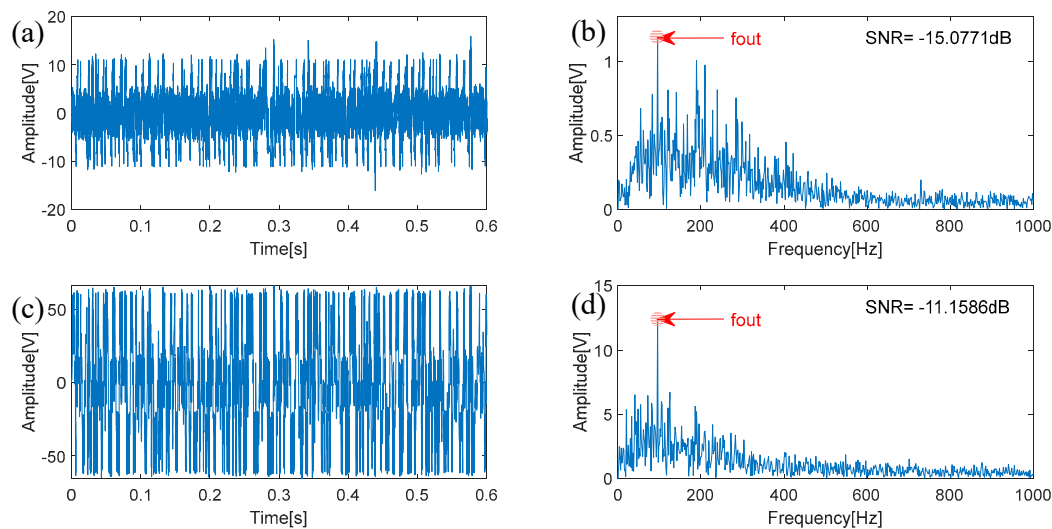 (a)
Amplitude[V]
20
10
0
-10
-20
0 0.1 0.2 0.3 0.4 0.5 0.6
Time[s]
(b)
Amplitude[V]
1
0.5
0
fout
SNR= -15.0771dB
0 200 400 600 800 1000
Frequency[Hz]
(c)
Amplitude[V]
50
0
-50
0 0.1 0.2 0.3 0.4 0.5 0.6
Time[s]
(d)
Amplitude[V]
15
10
5
0
fout
SNR= -11.1586dB
0 200 400 600 800 1000
Frequency[Hz]